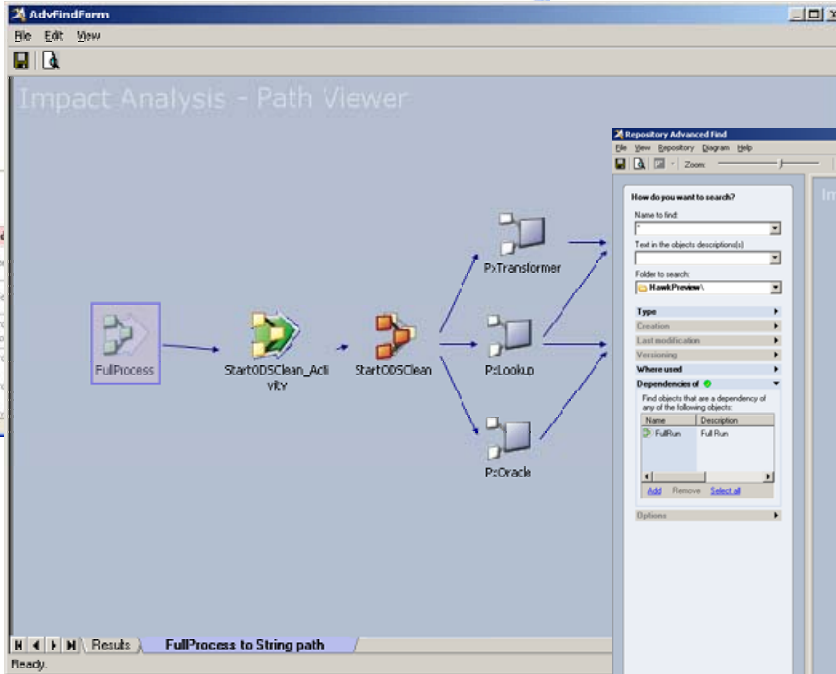 AdvFindForm
File Edit View
Impact Analysis - Path Viewer
FullProcess
StartODSClean_Acti
vity
StartODSClean
PxTransformer
PxLookup
PxOracle
Results
FullProcess to String path
Ready.
Repository Advanced Find
File View Repository Diagram Help
Zoom:
How do you want to search?
Name to find:
*
Text in the objects descriptions(s)
Folder to search:
HawkPreview\
Type
Creation
Last modification
Versioning
Where used
Dependencies of
Find objects that are a dependency of
any of the following objects:
Name Description
FullRun Full Run
Add Remove Select all
Options
Im